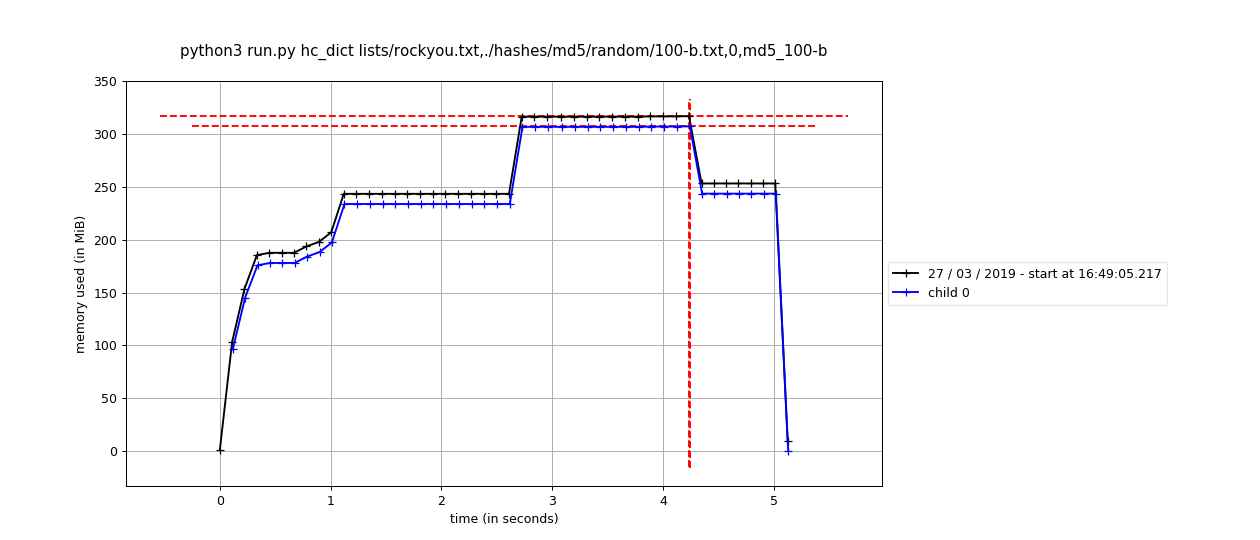 python3 run.py hc_dict lists/rockyou.txt,./hashes/md5/random/100-b.txt,0,md5_100-b
350
300
250
200
150
100
50
0
memory used (in MiB)
0 1 2 3 4 5
time (in seconds)
27 / 03 / 2019 - start at 16:49:05.217
child 0